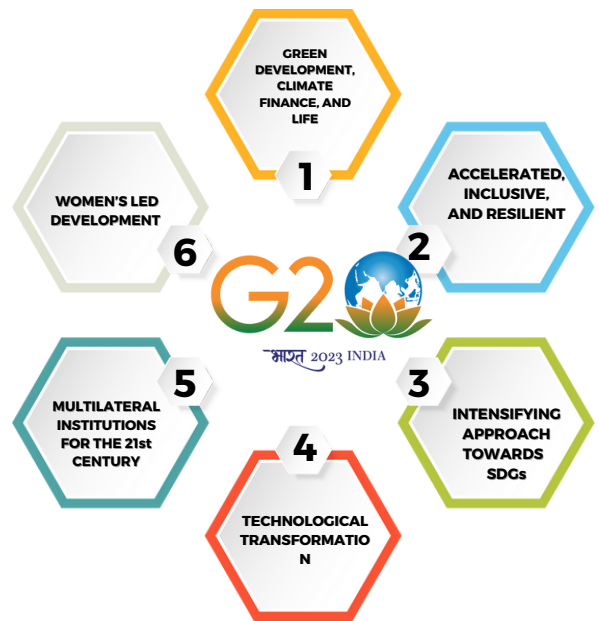 GREEN
DEVELOPMENT,
CLIMATE
FINANCE, AND
LIFE
1
ACCELERATED,
INCLUSIVE,
AND RESILIENT
2
3
INTENSIFYING
APPROACH
TOWARDS
SDGs
4
TECHNOLOGICAL
TRANSFORMATIO
N
5
MULTILATERAL
INSTITUTIONS
FOR THE 21st
CENTURY
WOMEN'S LED
DEVELOPMENT
6
G20
भारत 2023 INDIA